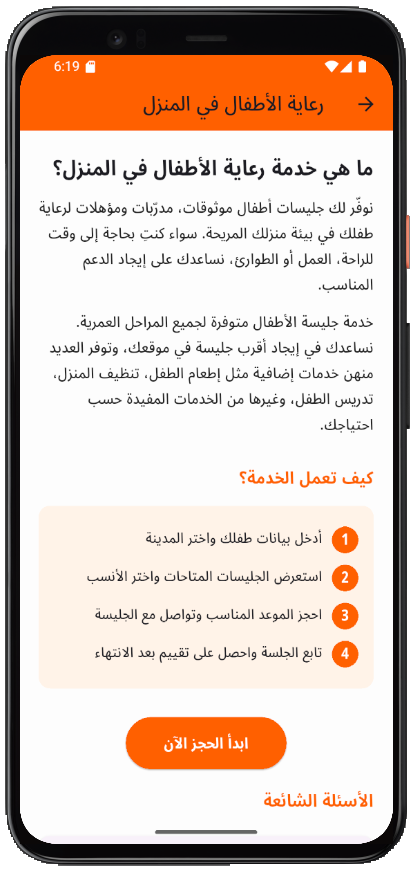 6:19
رعاية الأطفال في المنزل
ما هي خدمة رعاية الأطفال في المنزل؟
نوفّر لك جليسات أطفال موثوقات، مدرّبات ومؤهلات لرعاية
طفلك في بيئة منزلك المريحة. سواء كنتِ بحاجة إلى وقت
للراحة، العمل أو الطوارئ، نساعدك على إيجاد الدعم
المناسب.
خدمة جليسة الأطفال متوفرة لجميع المراحل العمرية.
نساعدك في إيجاد أقرب جليسة في موقعك، وتوفر العديد
منهن خدمات إضافية مثل إطعام الطفل، تنظيف المنزل،
تدريس الطفل، وغيرها من الخدمات المفيدة حسب
احتياجك.
كيف تعمل الخدمة؟
1 أدخل بيانات طفلك واختر المدينة
2 استعرض الجليسات المتاحات واختر الأنسب
3 احجز الموعد المناسب وتواصل مع الجليسة
4 تابع الجلسة واحصل على تقييم بعد الانتهاء
ابدأ الحجز الآن
الأسئلة الشائعة